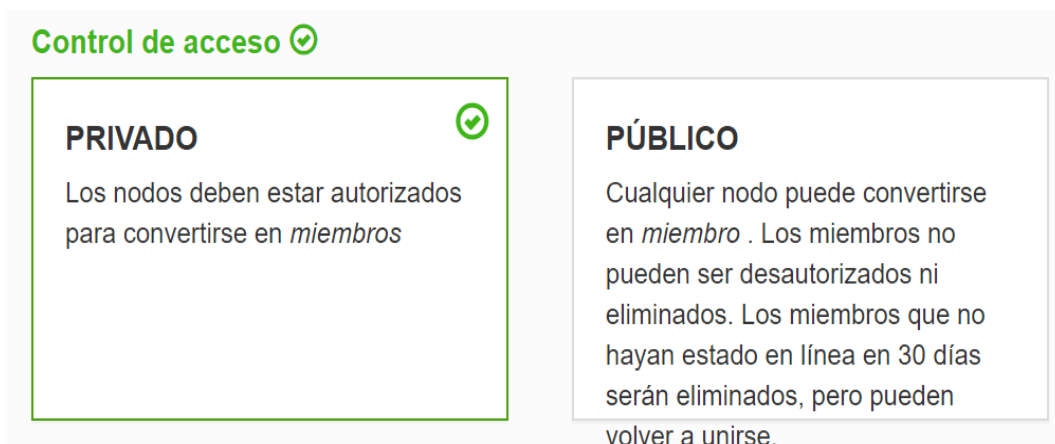 Control de acceso
PRIVADO
Los nodos deben estar autorizados
para convertirse en miembros
PÚBLICO
Cualquier nodo puede convertirse
en miembro . Los miembros no
pueden ser desautorizados ni
eliminados. Los miembros que no
hayan estado en línea en 30 días
serán eliminados, pero pueden
volver a unirse.